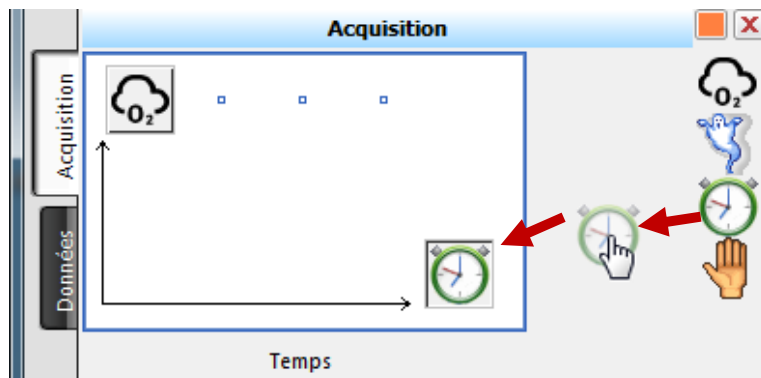 Acquisition
Acquisition
O₂
O₂
Données
Temps